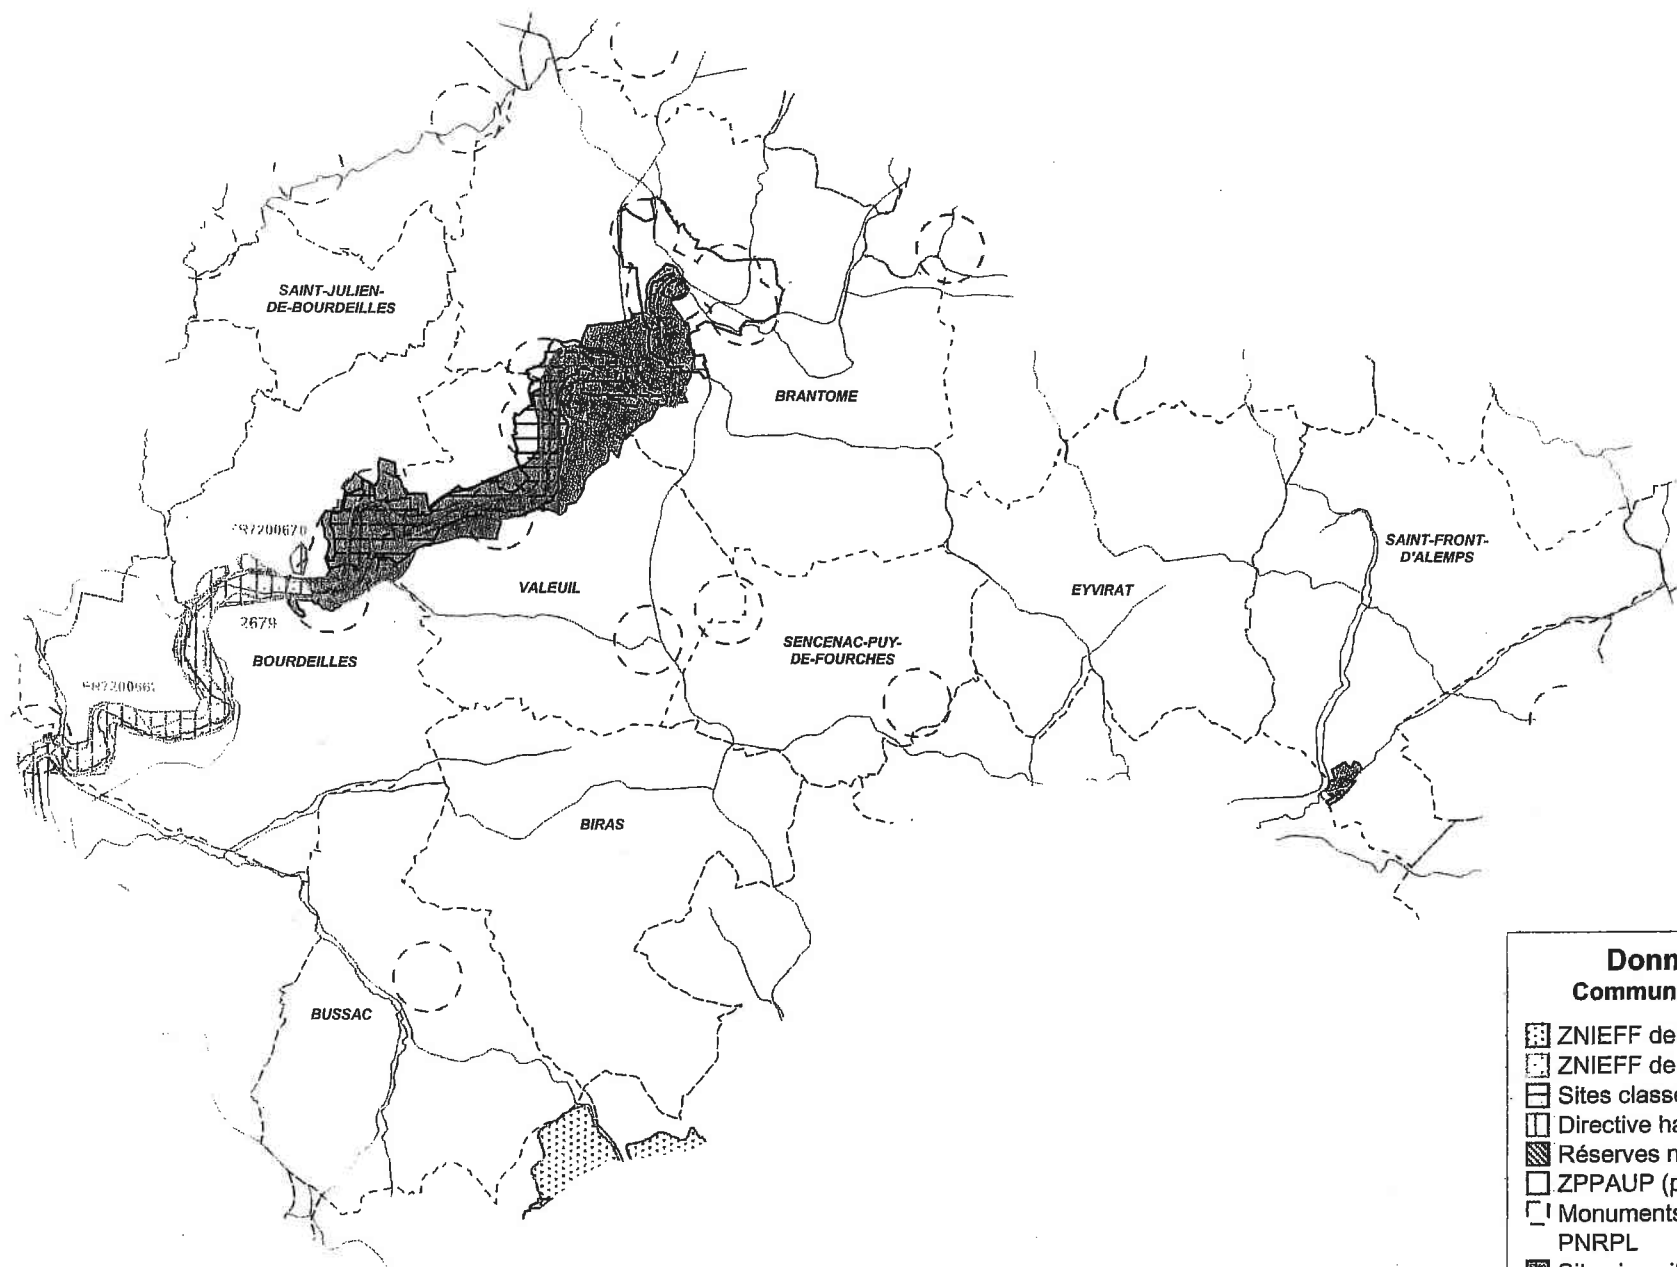 SAINT-JULIEN-
DE-BOURDEILLES
BRANTOME
SAINT-FRONT-
D'ALEMPS
VALEUIL
EYVIRAT
2679
SENCENAC-PUY-
DE-FOURCHES
BOURDEILLES
BIRAS
BUSSAC
Donn
Commun
ZNIEFF de
ZNIEFF de
Sites class
Directive ha
Réserves n
ZPPAUP (p
Monuments
PNRPL